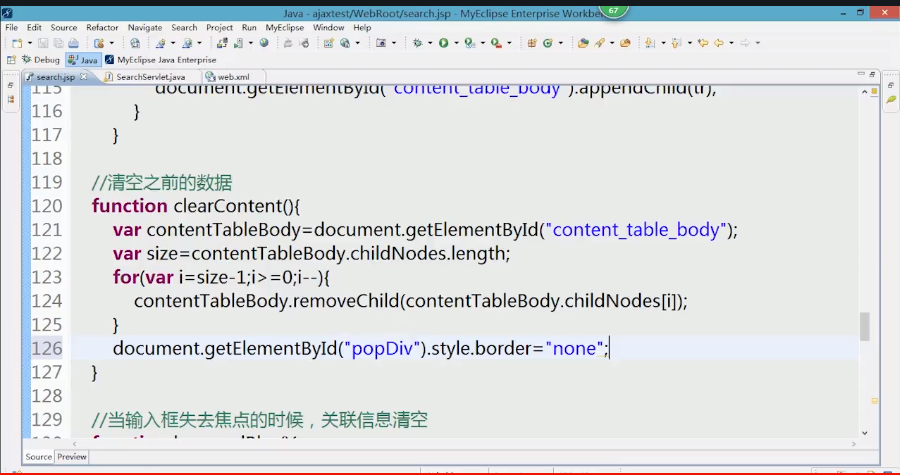 Java - ajaxtest/WebRoot/search.jsp - MyEclipse Enterprise Workben
67
File Edit Source Refactor Navigate Search Project Run MyEclipse Window Help
Debug Java MyEclipse Java Enterprise
search.jsp SearchServlet.java web.xml
115 document.getElementById("content_table_body").appendChild(tr);
116 }
117 }
118
119 //清空之前的数据
120 function clearContent(){
121 var contentTableBody=document.getElementById("content_table_body");
122 var size=contentTableBody.childNodes.length;
123 for(var i=size-1;i>=0;i--){
124 contentTableBody.removeChild(contentTableBody.childNodes[i]);
125 }
126 document.getElementById("popDiv").style.border="none";
127 }
128
129 //当输入框失去焦点的时候，关联信息清空
Source Preview